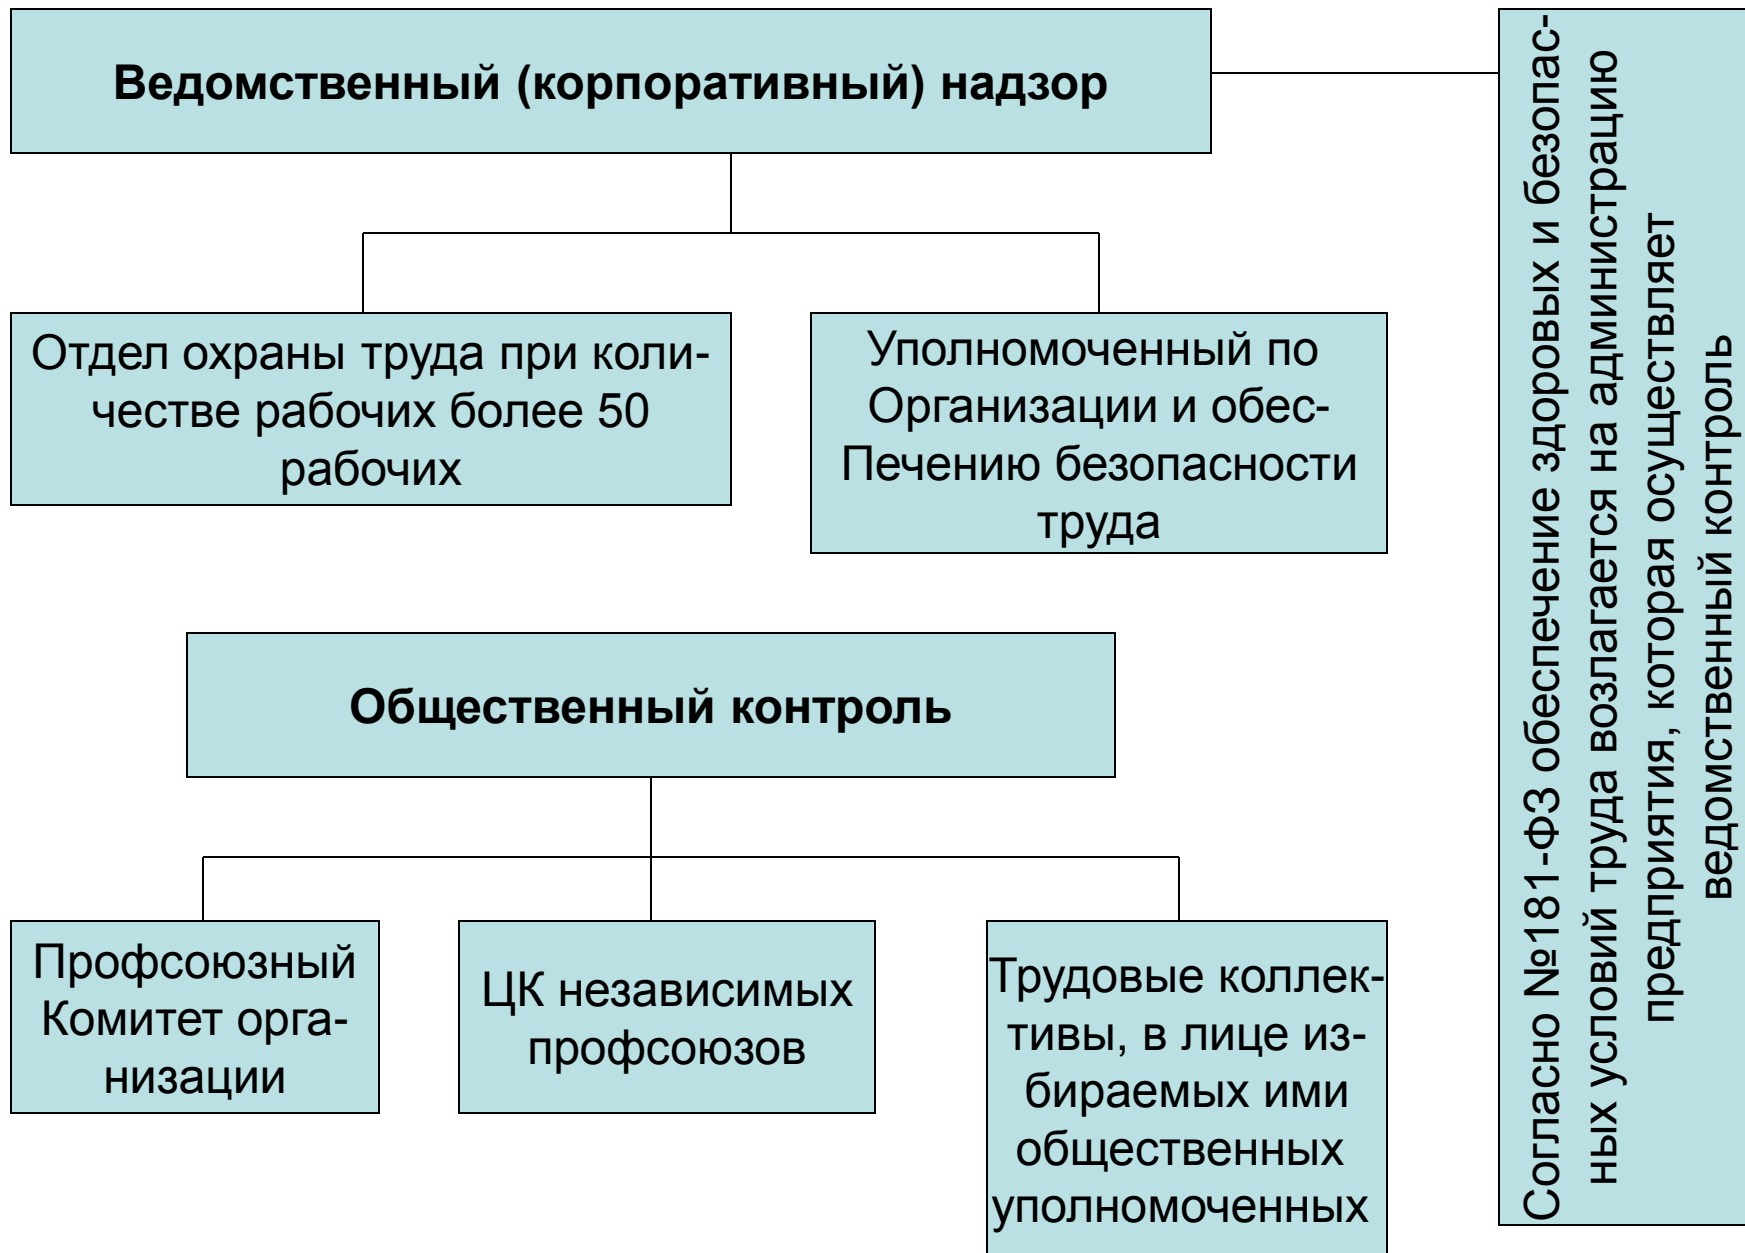 Ведомственный (корпоративный) надзор
Отдел охраны труда при коли-
честве рабочих более 50
рабочих
Уполномоченный по
Организации и обес-
Печению безопасности
труда
Общественный контроль
Профсоюзный
Комитет орга-
низации
ЦК независимых
профсоюзов
Трудовые коллек-
тивы, в лице из-
бираемых ими
общественных
уполномоченных
Согласно №181-ФЗ обеспечение здоровых и безопас-
ных условий труда возлагается на администрацию
предприятия, которая осуществляет
ведомственный контроль